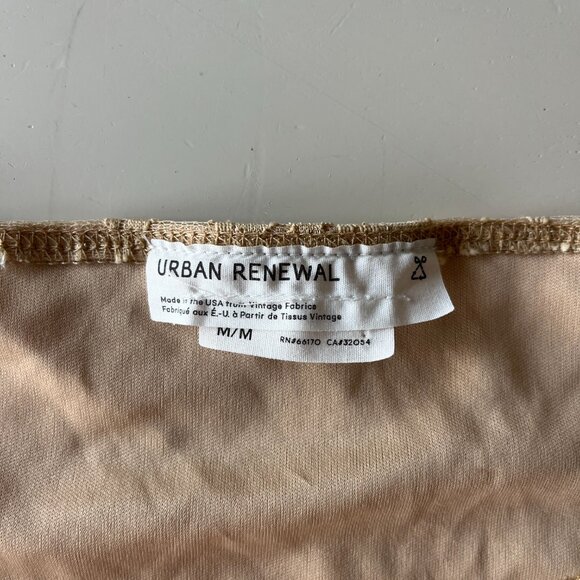 URBAN RENEWAL
Made in the USA from Vintage Fabrics
Fabriqué aux É.-U. à Partir de Tissus Vintage
M/M
RN#66170 CA#32054